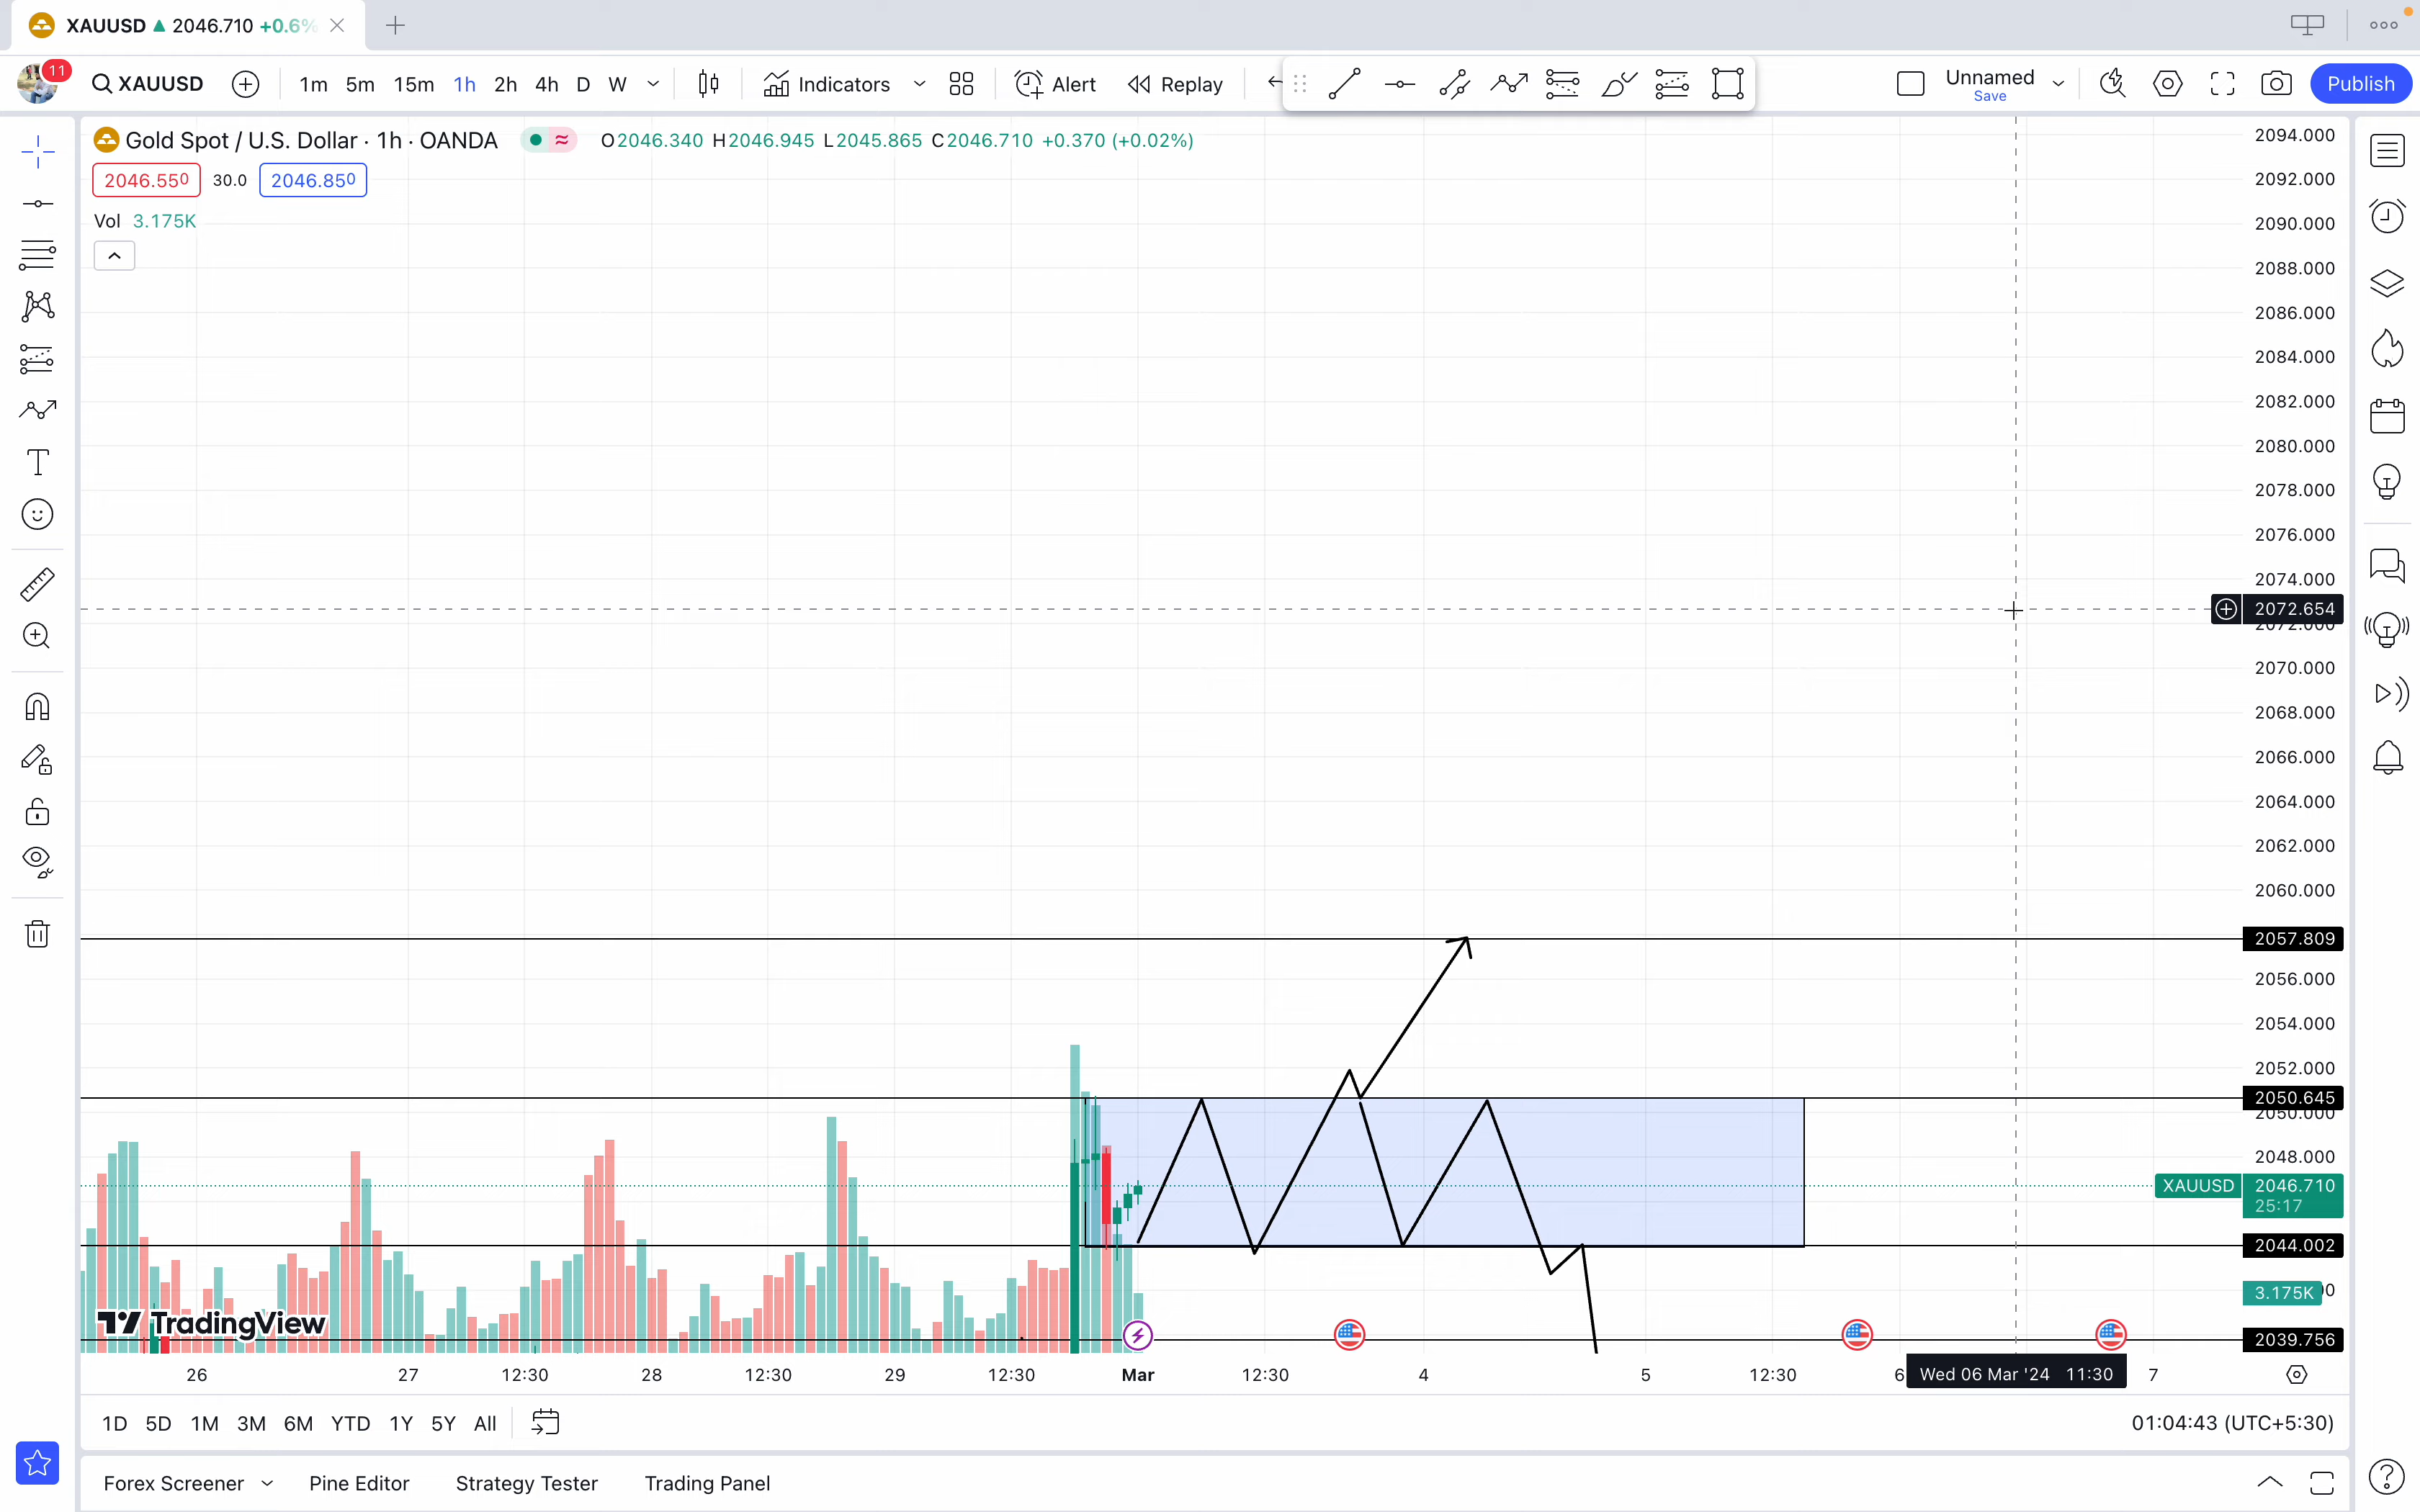 XAUUSD ▲ 2046.710 +0.6%
11
XAUUSD 1m 5m 15m 1h 2h 4h D W Indicators Alert Replay Unnamed Save Publish
Gold Spot / U.S. Dollar · 1h · OANDA O2046.340 H2046.945 L2045.865 C2046.710 +0.370 (+0.02%)
2046.550 30.0 2046.850
Vol 3.175K
2094.000
2092.000
2090.000
2088.000
2086.000
2084.000
2082.000
2080.000
2078.000
2076.000
2074.000
2072.654
2072.000
2070.000
2068.000
2066.000
2064.000
2062.000
2060.000
2057.809
2056.000
2054.000
2052.000
2050.645
2050.000
2048.000
XAUUSD 2046.710
25:17
2044.002
3.175K
TradingView
2039.756
26 27 12:30 28 12:30 29 12:30 Mar 12:30 4 5 12:30 6 Wed 06 Mar '24 11:30 7
1D 5D 1M 3M 6M YTD 1Y 5Y All 01:04:43 (UTC+5:30)
Forex Screener Pine Editor Strategy Tester Trading Panel